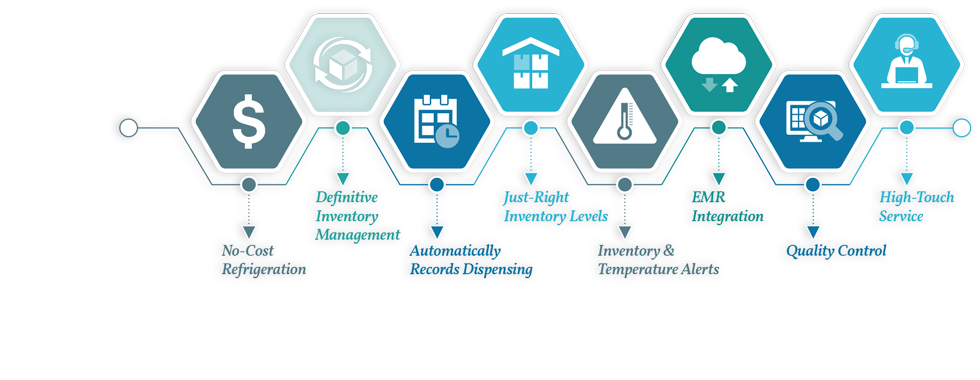 $
No-Cost
Refrigeration
Definitive
Inventory
Management
Automatically
Records Dispensing
Just-Right
Inventory Levels
Inventory &
Temperature Alerts
EMR
Integration
Quality Control
High-Touch
Service